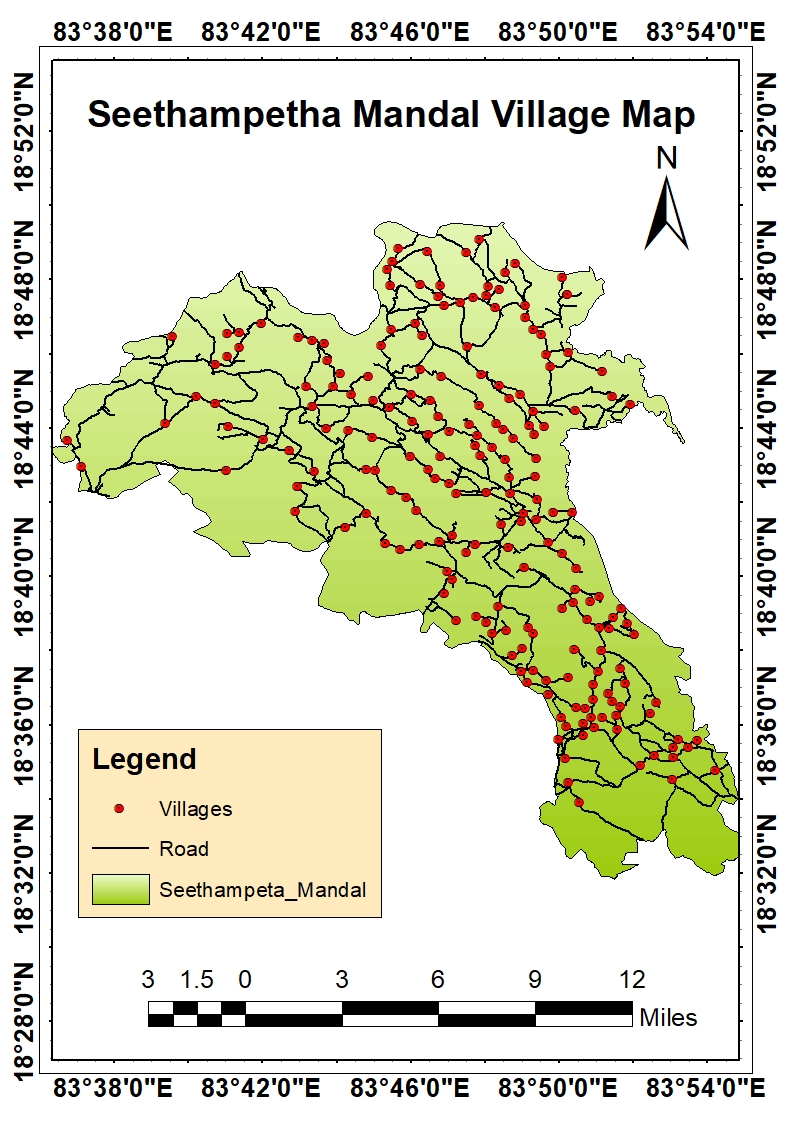 83°38'0"E 83°42'0"E 83°46'0"E 83°50'0"E 83°54'0"E
Seethampetha Mandal Village Map
N
18°52'0"N 18°52'0"N
18°48'0"N 18°48'0"N
18°44'0"N 18°44'0"N
18°40'0"N 18°40'0"N
18°36'0"N 18°36'0"N
Legend
Villages
Road
Seethampeta_Mandal
18°32'0"N 18°32'0"N
3 1.5 0 3 6 9 12
Miles
18°28'0"N 18°28'0"N
83°38'0"E 83°42'0"E 83°46'0"E 83°50'0"E 83°54'0"E